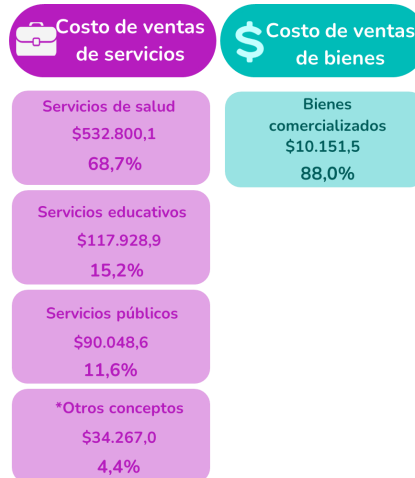 Costo de ventas
de servicios
Servicios de salud
$532.800,1
68,7%
Servicios educativos
$117.928,9
15,2%
Servicios públicos
$90.048,6
11,6%
*Otros conceptos
$34.267,0
4,4%
Costo de ventas
de bienes
Bienes
comercializados
$10.151,5
88,0%